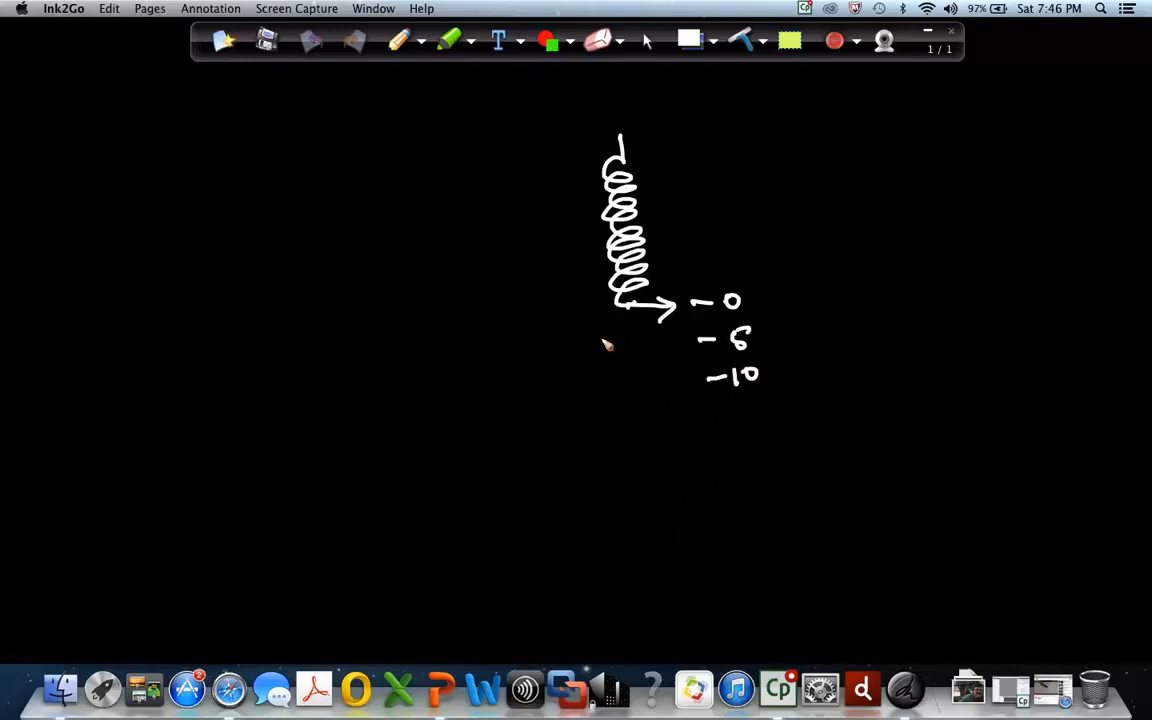 Ink2Go Edit Pages Annotation Screen Capture Window Help
97% Sat 7:46 PM
1 / 1
- 0
- 5
- 10